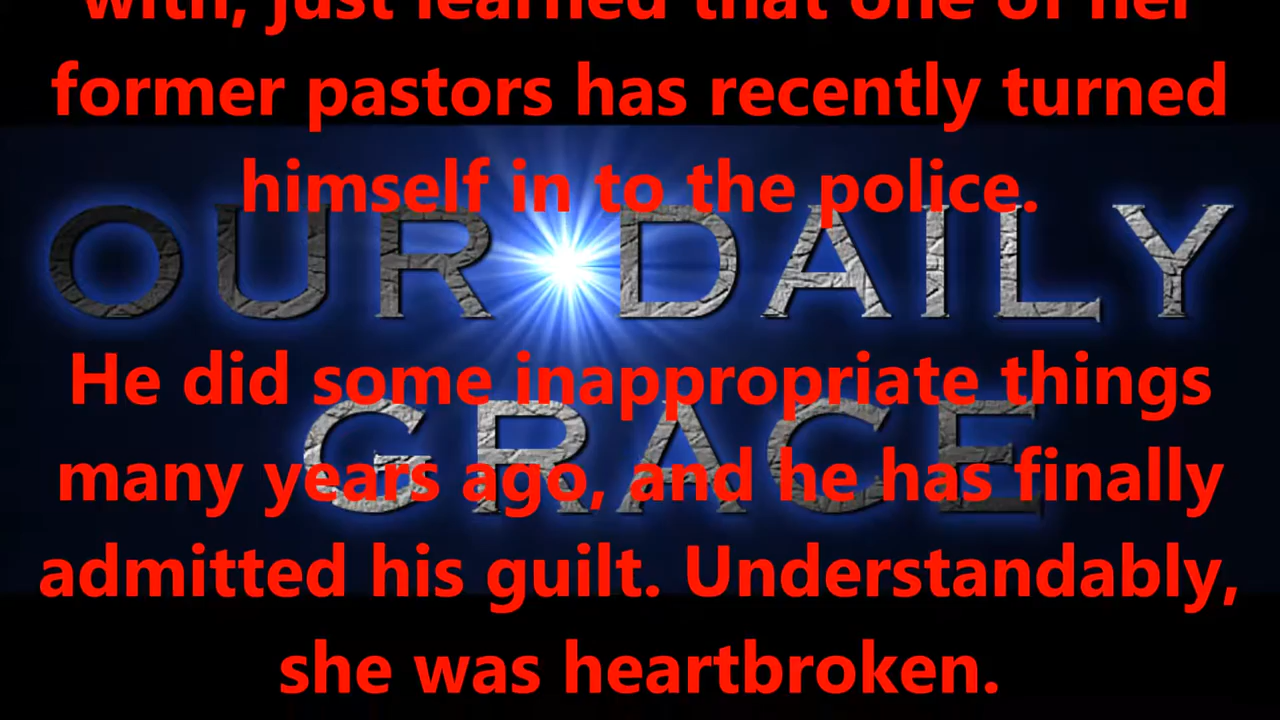 with, just learned that one of her
former pastors has recently turned
himself in to the police.
OUR DAILY
He did some inappropriate things
GRACE
many years ago, and he has finally
admitted his guilt. Understandably,
she was heartbroken.